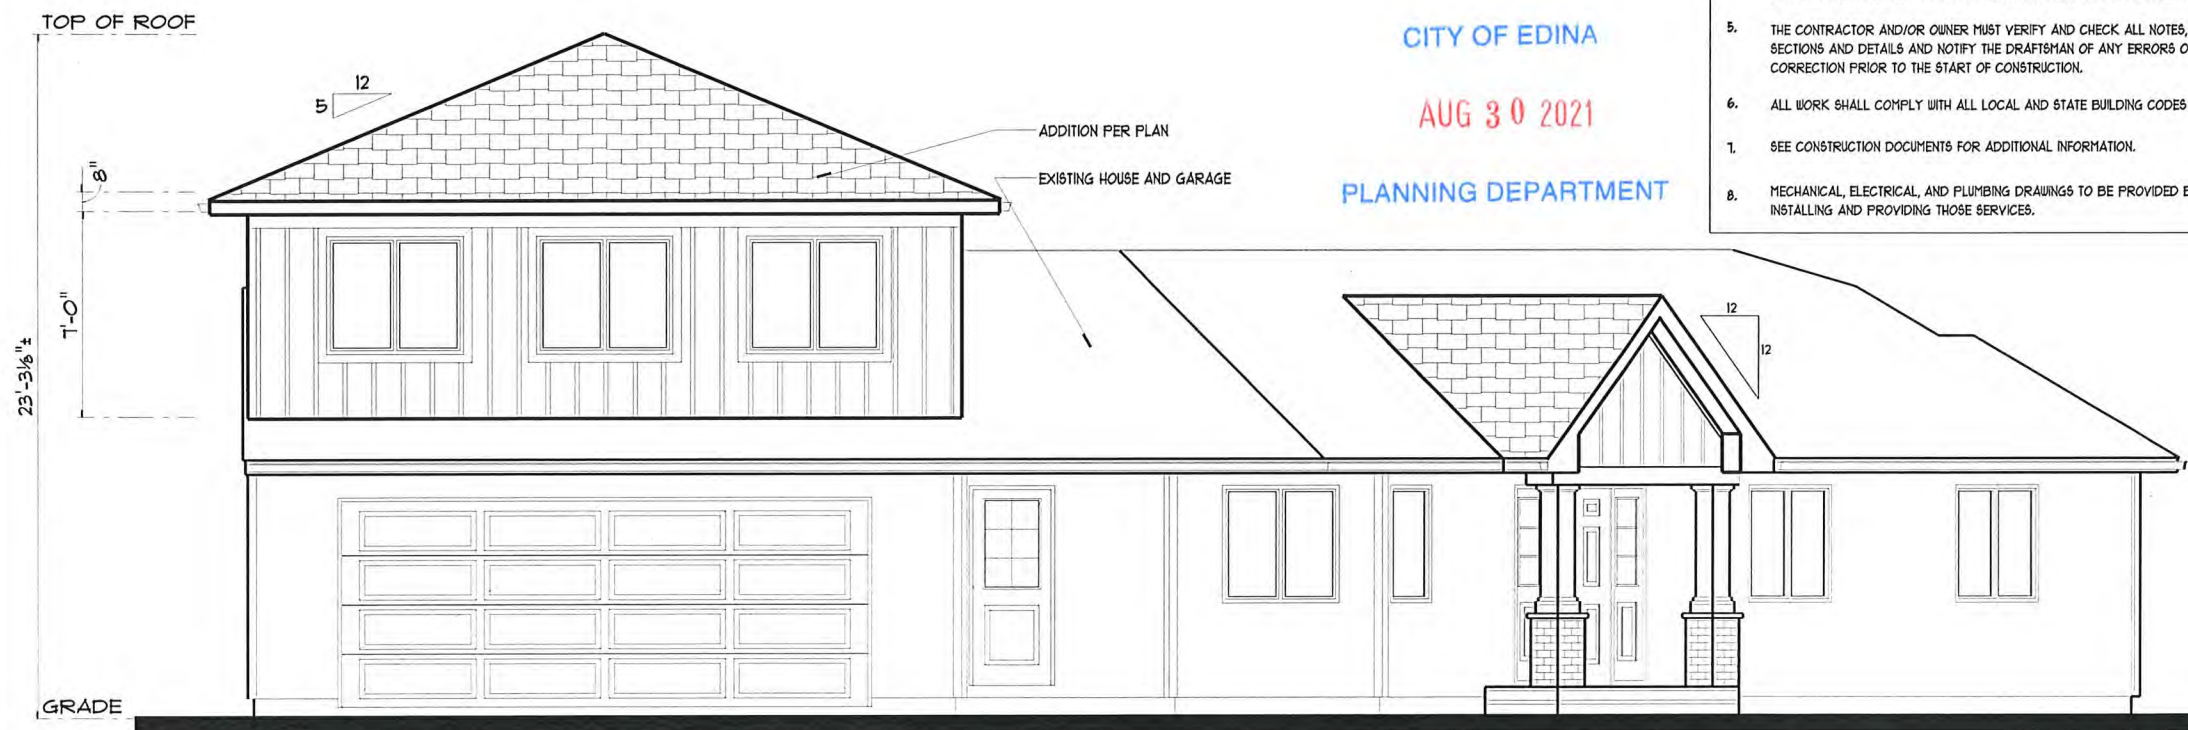 TOP OF ROOF
12
5
8"
7'-0"
23'-3⅛"±
GRADE
ADDITION PER PLAN
EXISTING HOUSE AND GARAGE
12
12
CITY OF EDINA
AUG 30 2021
PLANNING DEPARTMENT
5. THE CONTRACTOR AND/OR OWNER MUST VERIFY AND CHECK ALL NOTES,
SECTIONS AND DETAILS AND NOTIFY THE DRAFTSMAN OF ANY ERRORS O
CORRECTION PRIOR TO THE START OF CONSTRUCTION.
6. ALL WORK SHALL COMPLY WITH ALL LOCAL AND STATE BUILDING CODES
7. SEE CONSTRUCTION DOCUMENTS FOR ADDITIONAL INFORMATION.
8. MECHANICAL, ELECTRICAL, AND PLUMBING DRAWINGS TO BE PROVIDED B
INSTALLING AND PROVIDING THOSE SERVICES.